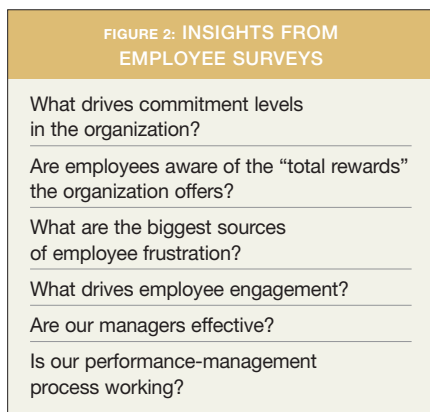 FIGURE 2: INSIGHTS FROM
EMPLOYEE SURVEYS
What drives commitment levels
in the organization?
Are employees aware of the “total rewards”
the organization offers?
What are the biggest sources
of employee frustration?
What drives employee engagement?
Are our managers effective?
Is our performance-management
process working?